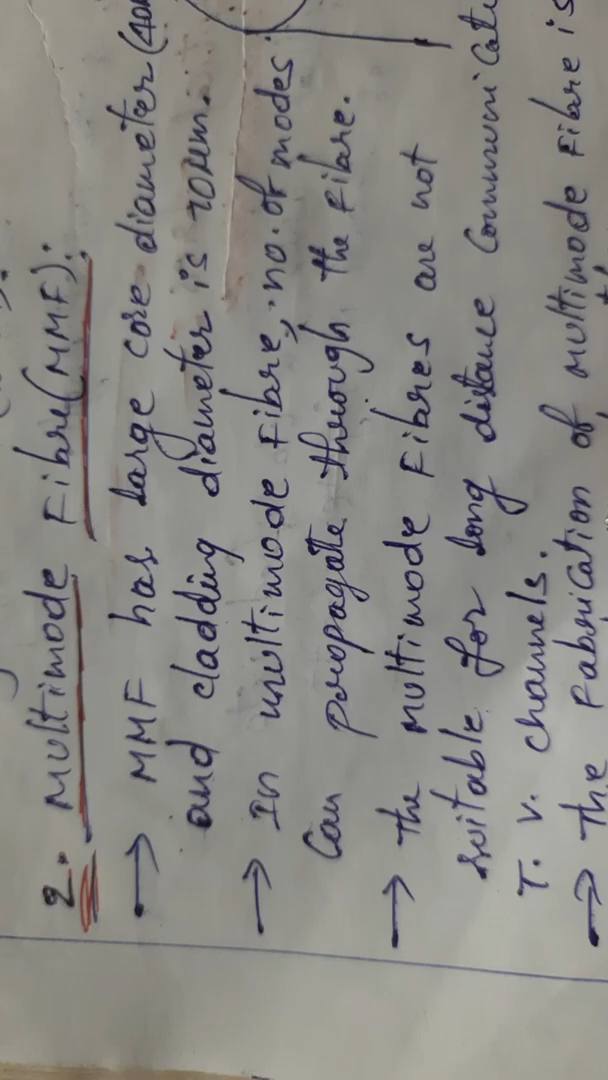 2. Multimode Fibre (MMF):
→ MMF has large core diameter (40
and cladding diameter is 70μm.
→ In multimode Fibre, no. of modes
Can propagate through the Fibre.
→ The multimode Fibres are not
suitable for long distance Communicati
T. V. channels.
→ The Fabrication of multimode Fibre is